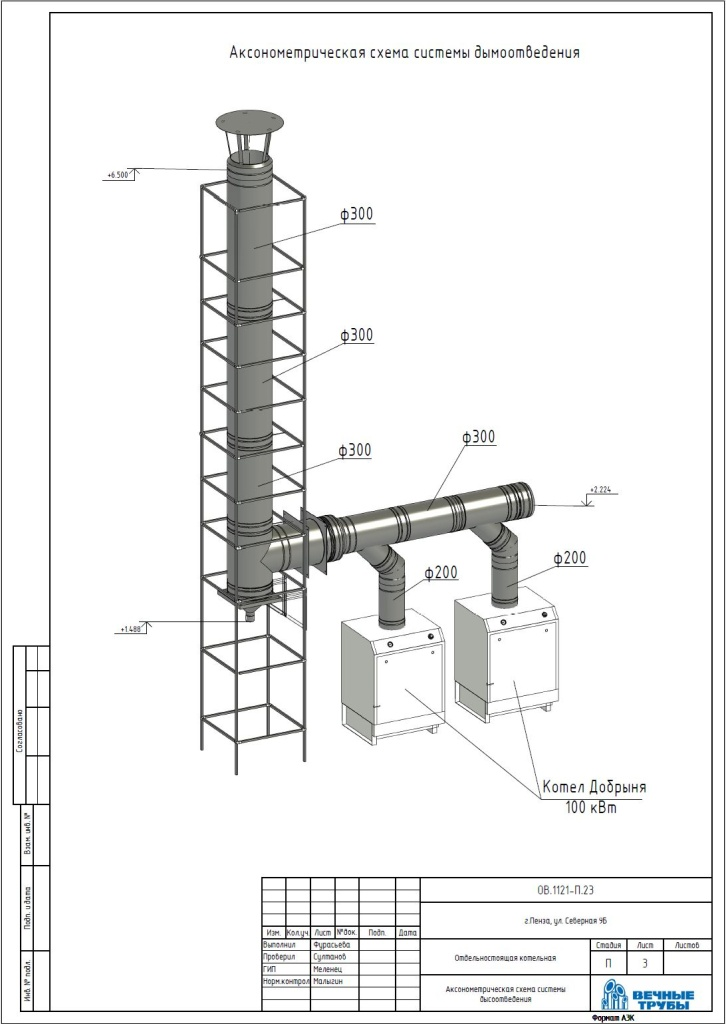 Аксонометрическая схема системы дымоотведения
+6.500
ф300
ф300
ф300
ф300
+2.224
ф200
ф200
+1.488
Котел Добрыня
100 кВт
Согласовано
Взам. инв. №
Подп. и дата
Инв. № подл.
ОВ.1121-П.23
г.Пенза, ул. Северная 9Б
Изм. Кол.уч. Лист №док. Подп. Дата
Выполнил Фурасьева
Проверил Султанов
ГИП Меленец
Норм.контрол Малыгин
Отдельностоящая котельная
Стадия Лист Листов
П 3
Аксонометрическая схема системы
дысоотведения
ВЕЧНЫЕ
ТРУБЫ
Формат А3К